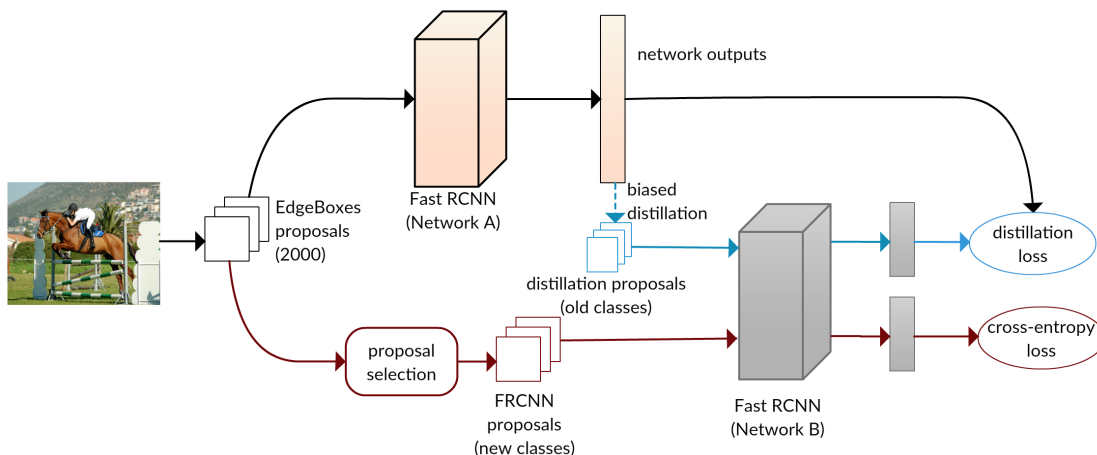 network outputs
Fast RCNN
(Network A)
EdgeBoxes
proposals
(2000)
biased
distillation
distillation proposals
(old classes)
distillation
loss
proposal
selection
FRCNN
proposals
(new classes)
Fast RCNN
(Network B)
cross-entropy
loss